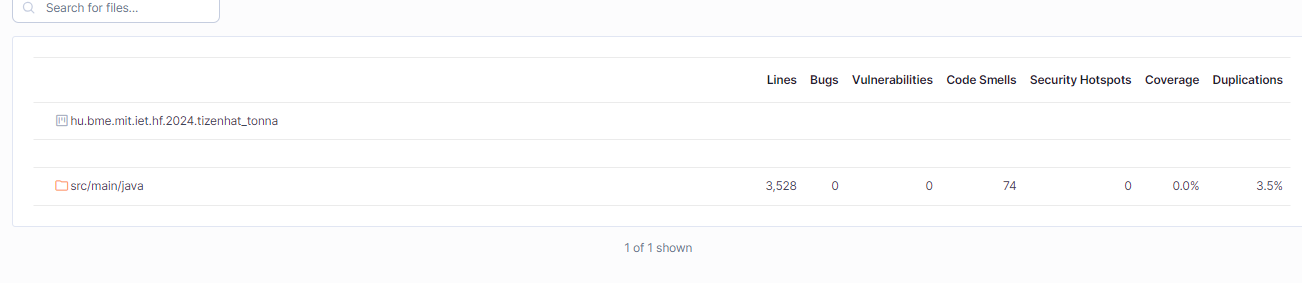 Search for files...
Lines Bugs Vulnerabilities Code Smells Security Hotspots Coverage Duplications
hu.bme.mit.iet.hf.2024.tizenhat_tonna
src/main/java 3,528 0 0 74 0 0.0% 3.5%
1 of 1 shown